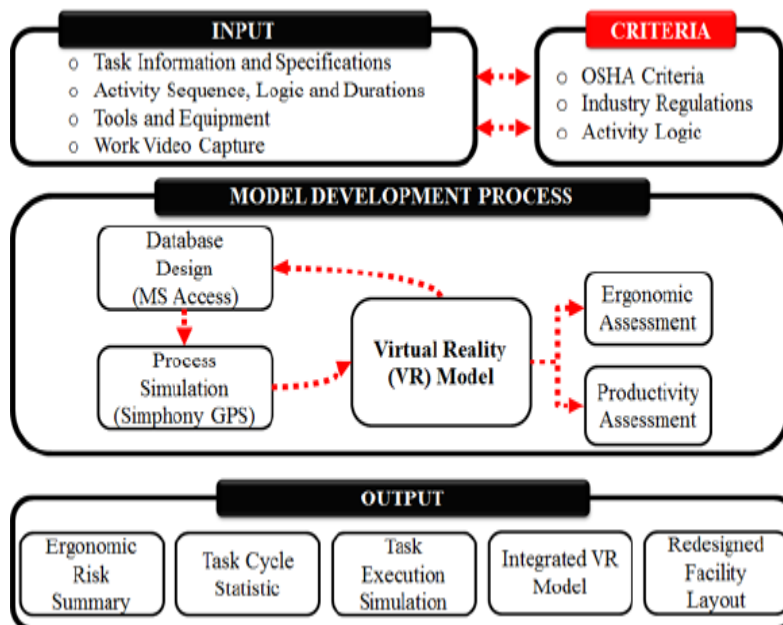 INPUT
○ Task Information and Specifications
○ Activity Sequence, Logic and Durations
○ Tools and Equipment
○ Work Video Capture
CRITERIA
○ OSHA Criteria
○ Industry Regulations
○ Activity Logic
MODEL DEVELOPMENT PROCESS
Database
Design
(MS Access)
Process
Simulation
(Simphony GPS)
Virtual Reality
(VR) Model
Ergonomic
Assessment
Productivity
Assessment
OUTPUT
Ergonomic
Risk
Summary
Task Cycle
Statistic
Task
Execution
Simulation
Integrated VR
Model
Redesigned
Facility
Layout